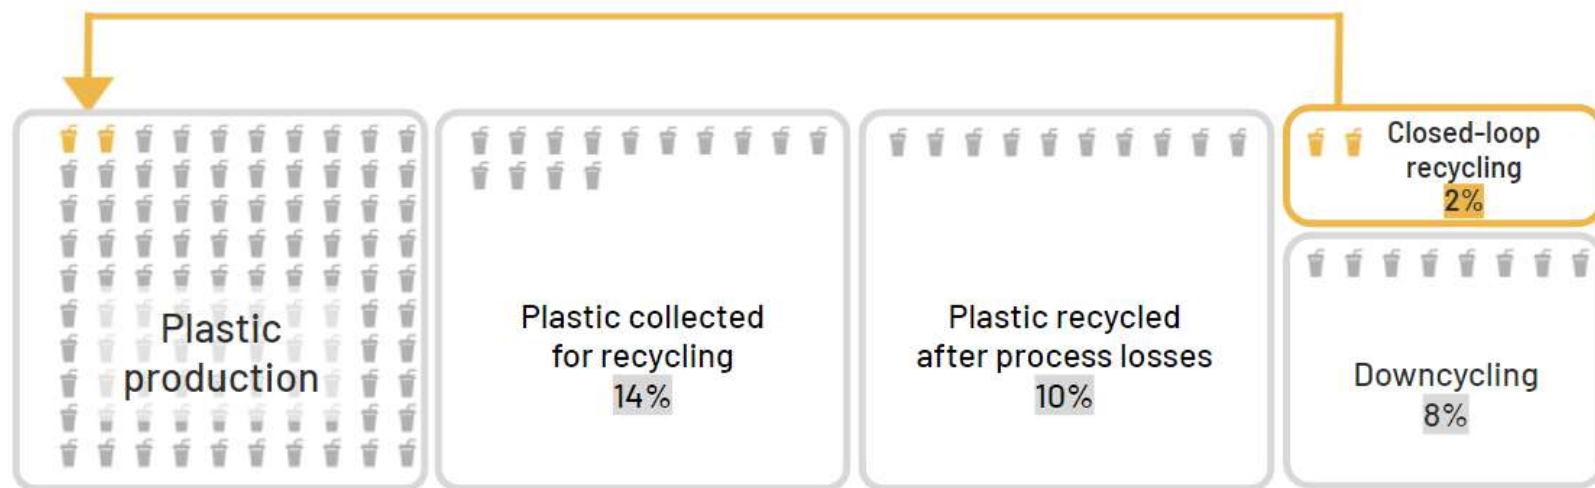 Plastic
production
Plastic collected
for recycling
14%
Plastic recycled
after process losses
10%
Closed-loop
recycling
2%
Downcycling
8%